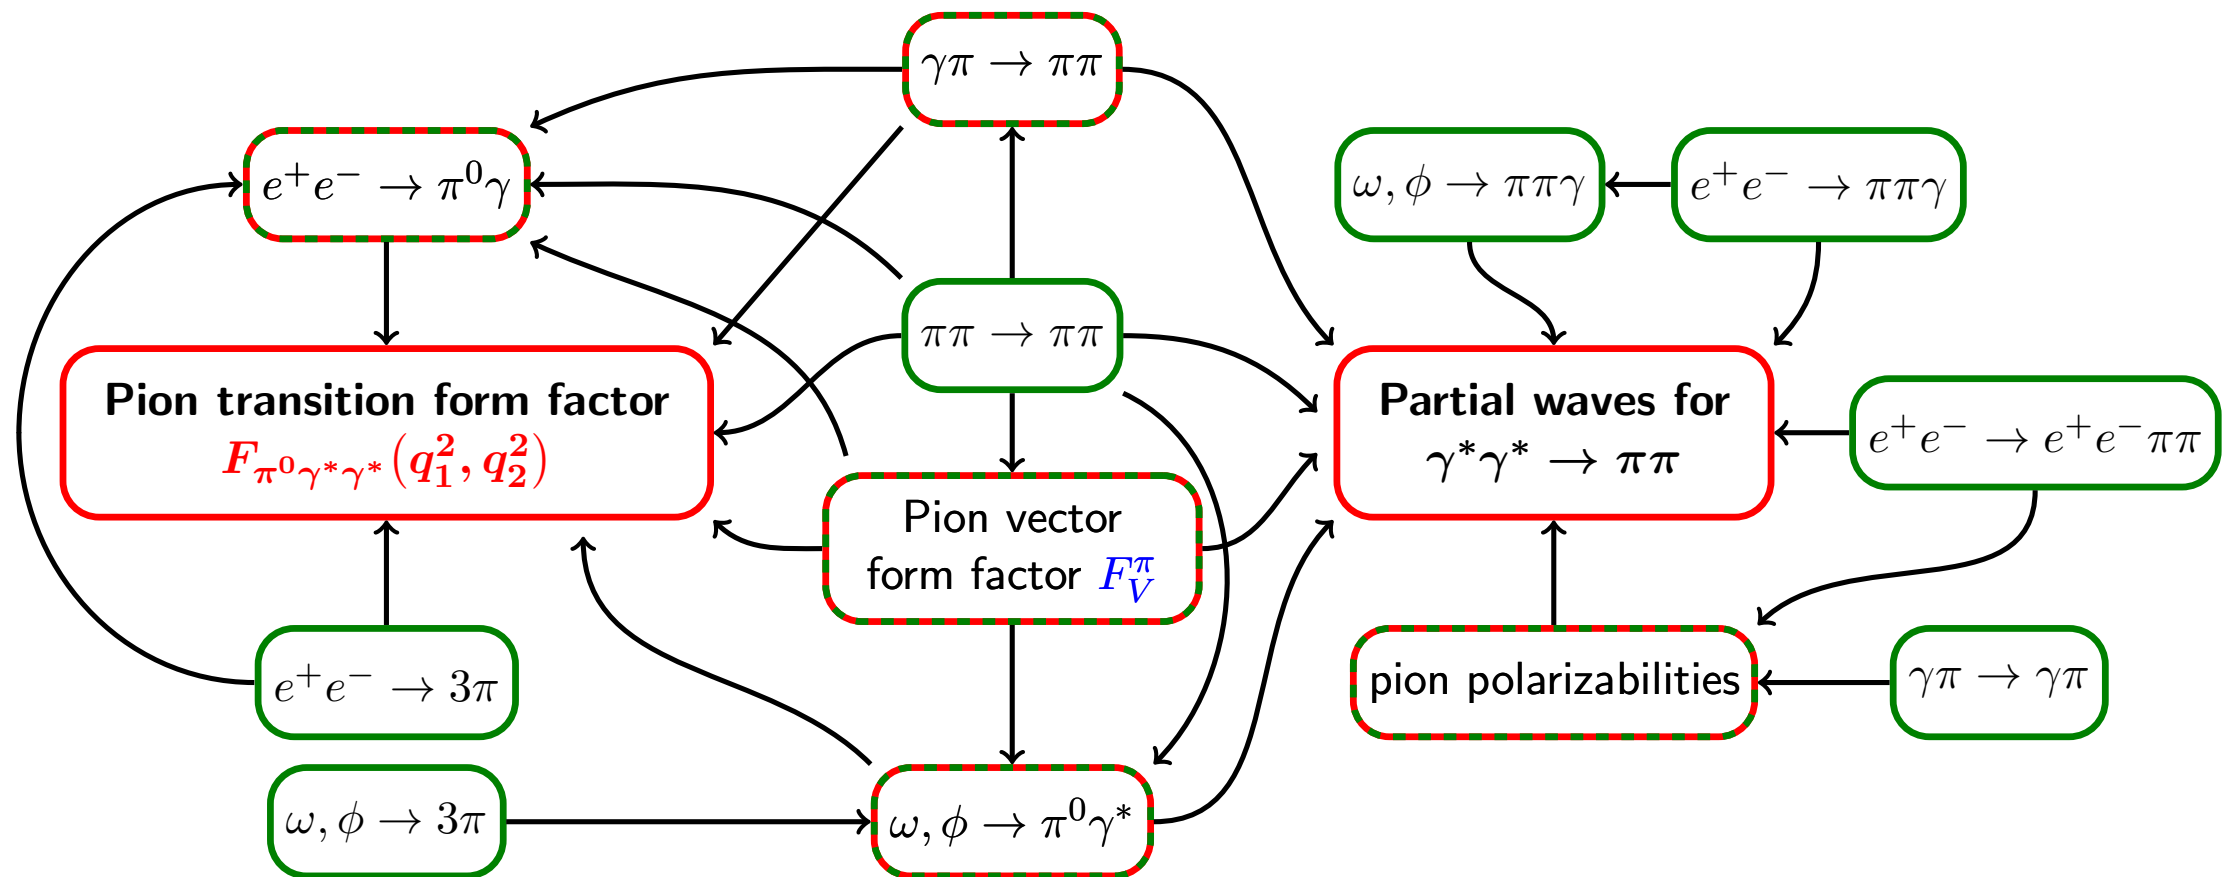 γπ → ππ
e⁺e⁻ → π⁰γ
ω, ϕ → ππγ
e⁺e⁻ → ππγ
ππ → ππ
Pion transition form factor
F_{π⁰γ*γ*}(q₁², q₂²)
Partial waves for
γ*γ* → ππ
e⁺e⁻ → e⁺e⁻ππ
Pion vector
form factor F_V^π
e⁺e⁻ → 3π
pion polarizabilities
γπ → γπ
ω, ϕ → 3π
ω, ϕ → π⁰γ*